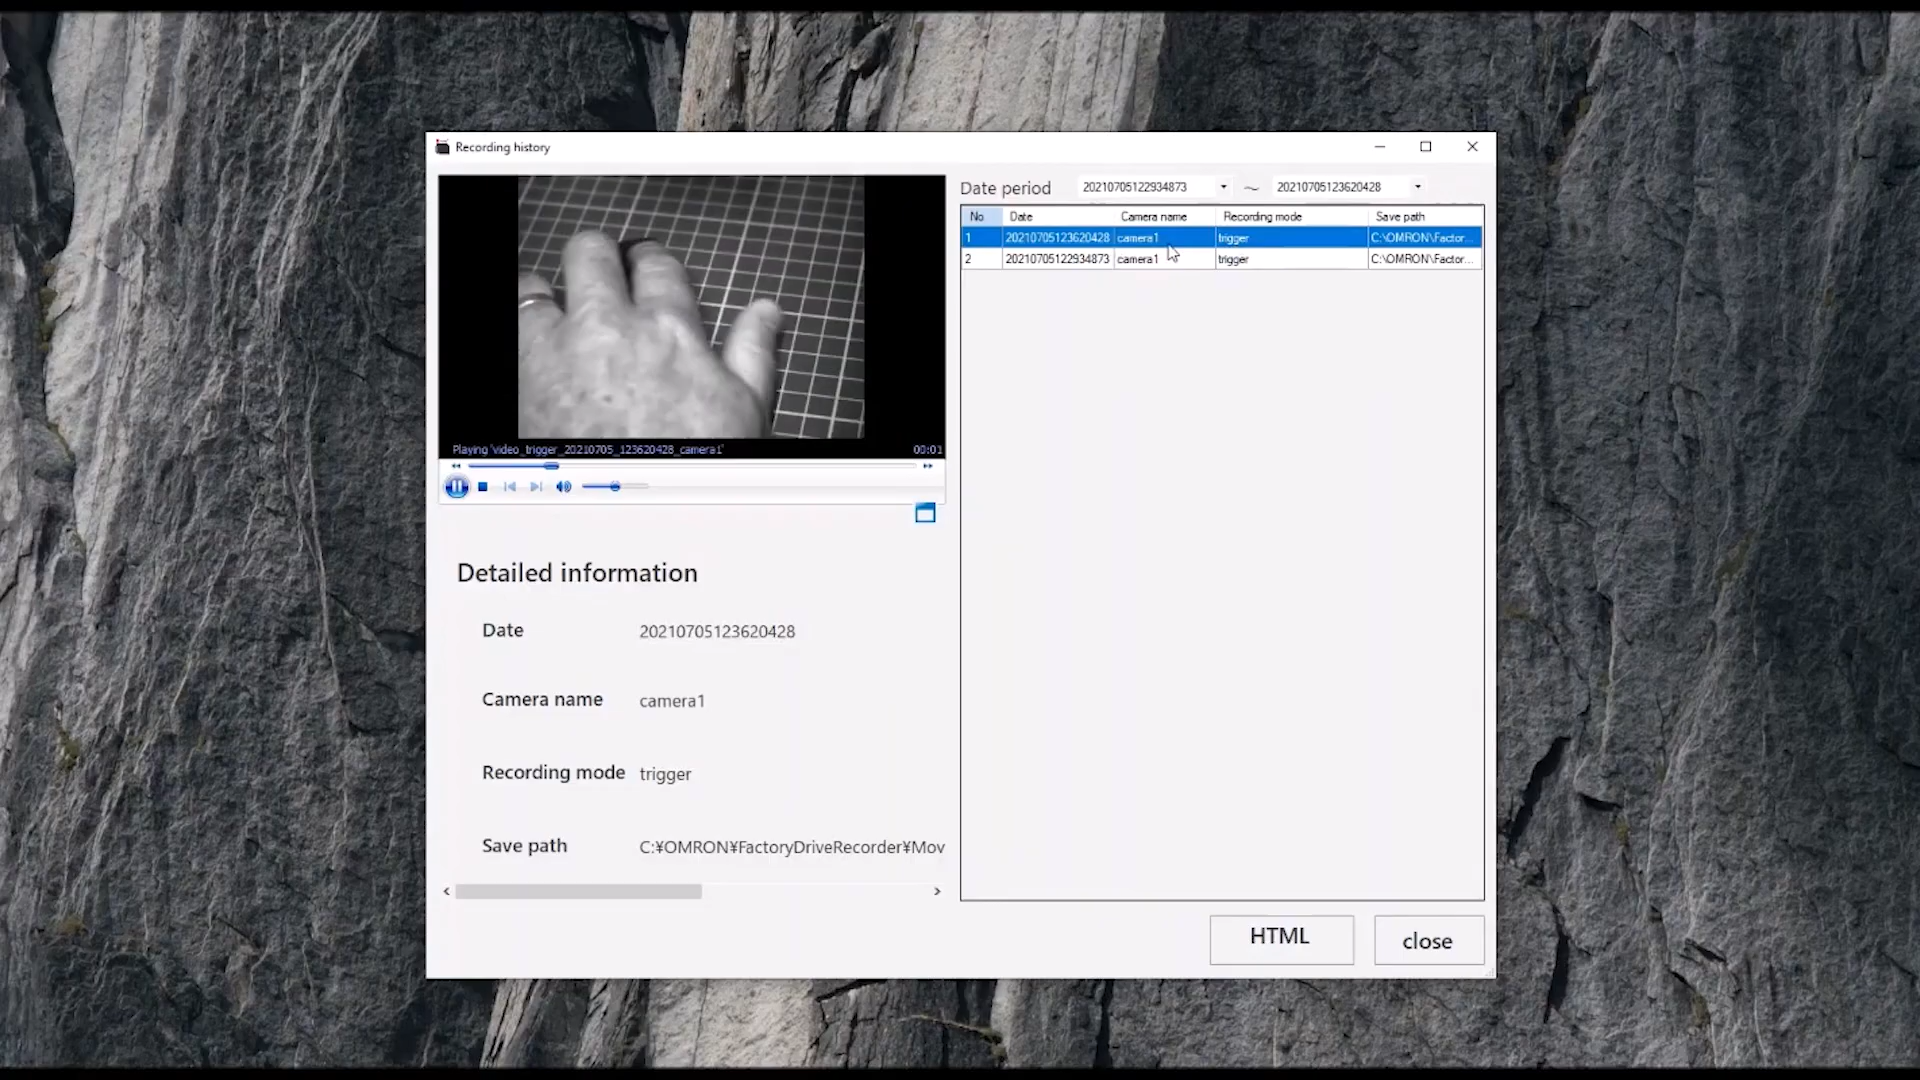 Recording history
Playing 'video_trigger_20210705_123620428_camera1'
00:01
Detailed information
Date 20210705123620428
Camera name camera1
Recording mode trigger
Save path C:¥OMRON¥FactoryDriveRecorder¥Mov
Date period 20210705122934873 ~ 20210705123620428
No Date Camera name Recording mode Save path
1 20210705123620428 camera1 trigger C:\OMRON\Factor...
2 20210705122934873 camera1 trigger C:\OMRON\Factor...
HTML
close